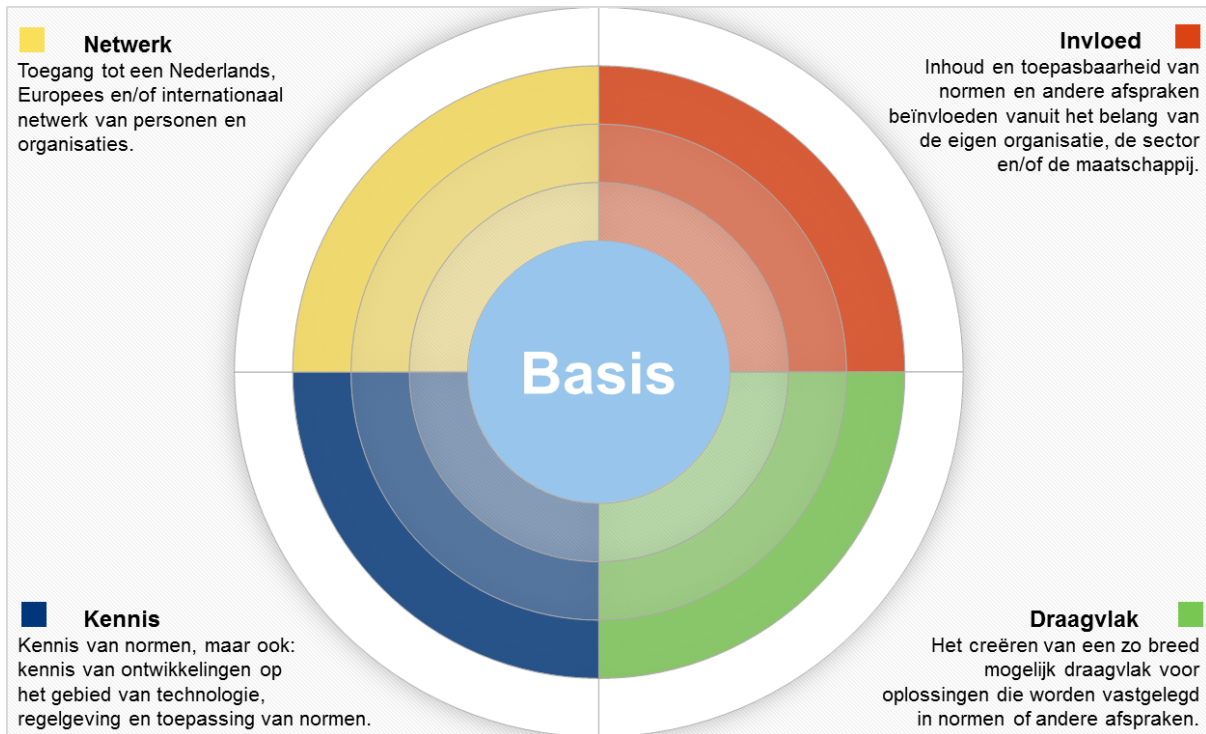 Netwerk
Toegang tot een Nederlands,
Europees en/of internationaal
netwerk van personen en
organisaties.
Invloed
Inhoud en toepasbaarheid van
normen en andere afspraken
beïnvloeden vanuit het belang van
de eigen organisatie, de sector
en/of de maatschappij.
Basis
Kennis
Kennis van normen, maar ook:
kennis van ontwikkelingen op
het gebied van technologie,
regelgeving en toepassing van normen.
Draagvlak
Het creëren van een zo breed
mogelijk draagvlak voor
oplossingen die worden vastgelegd
in normen of andere afspraken.